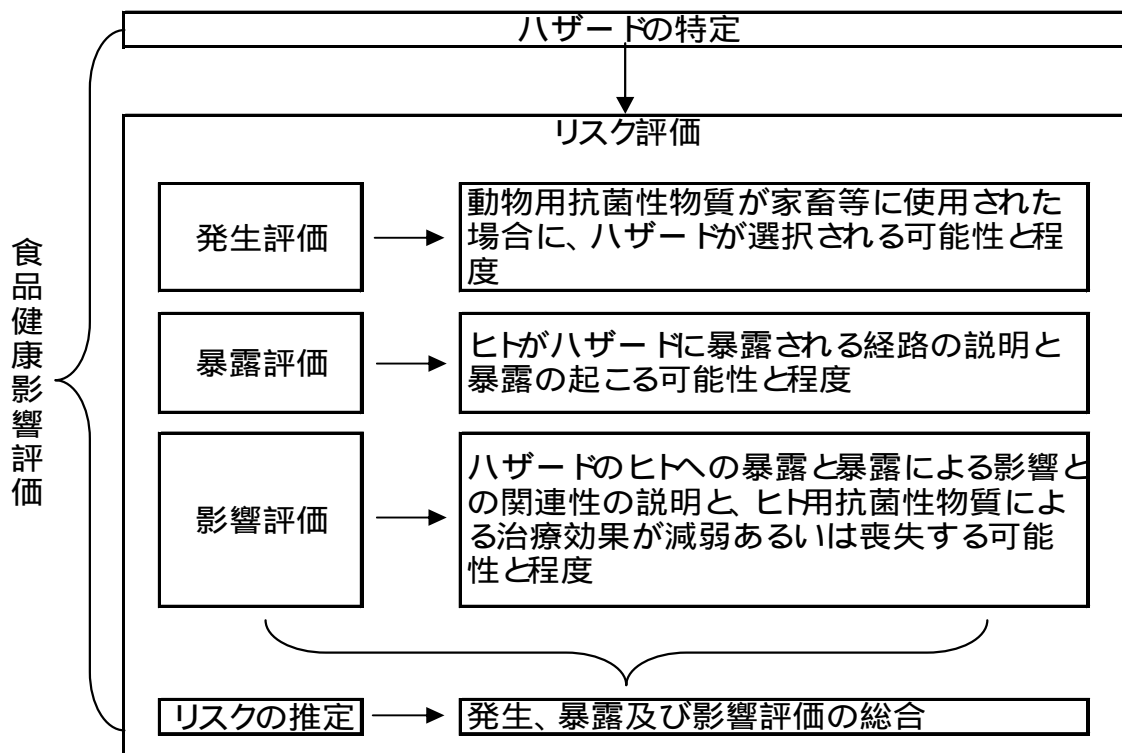 ハザードの特定
リスク評価
食品健康影響評価
発生評価
動物用抗菌性物質が家畜等に使用された
場合に、ハザードが選択される可能性と程
度
暴露評価
ヒトがハザードに暴露される経路の説明と
暴露の起こる可能性と程度
影響評価
ハザードのヒトへの暴露と暴露による影響と
の関連性の説明と、ヒト用抗菌性物質によ
る治療効果が減弱あるいは喪失する可能
性と程度
リスクの推定
発生、暴露及び影響評価の総合